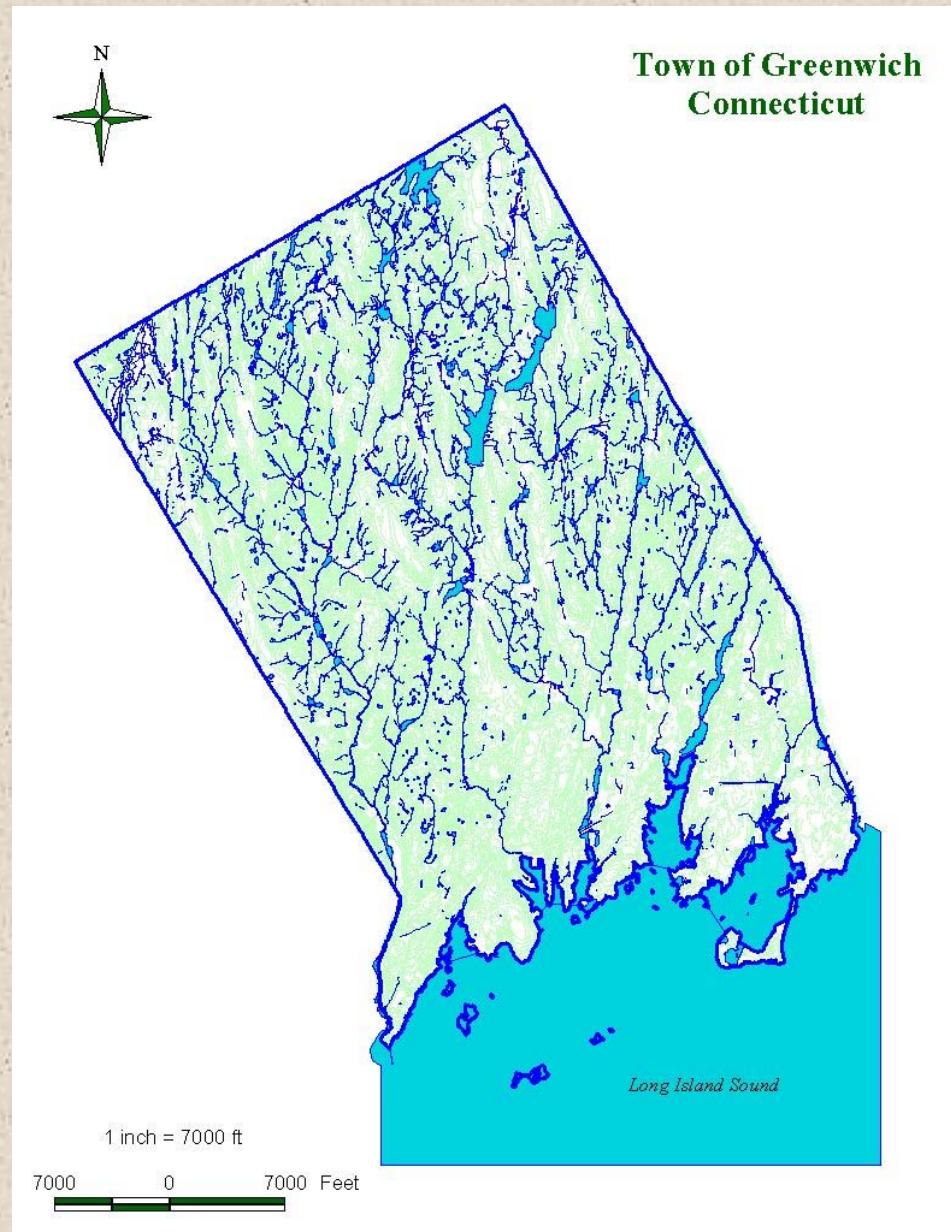 N
Town of Greenwich
Connecticut
Long Island Sound
1 inch = 7000 ft
7000 0 7000 Feet